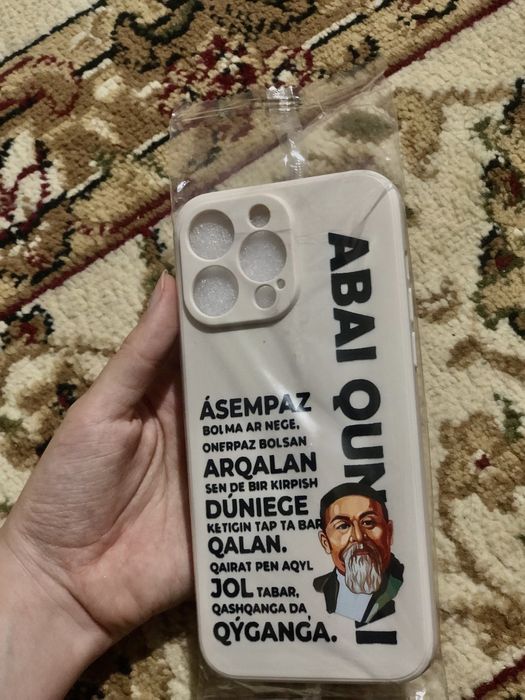 ABAI QUN
ÁSEMPAZ
BOLMA AR NEGE,
ONERPAZ BOLSAN
ARQALAN
SEN DE BIR KIRPISH
DÚNIEGE
KETIGIN TAP TA BAR
QALAN.
QAIRAT PEN AQYL
JOL TABAR,
QASHQANGA DA,
QÝGANGA.